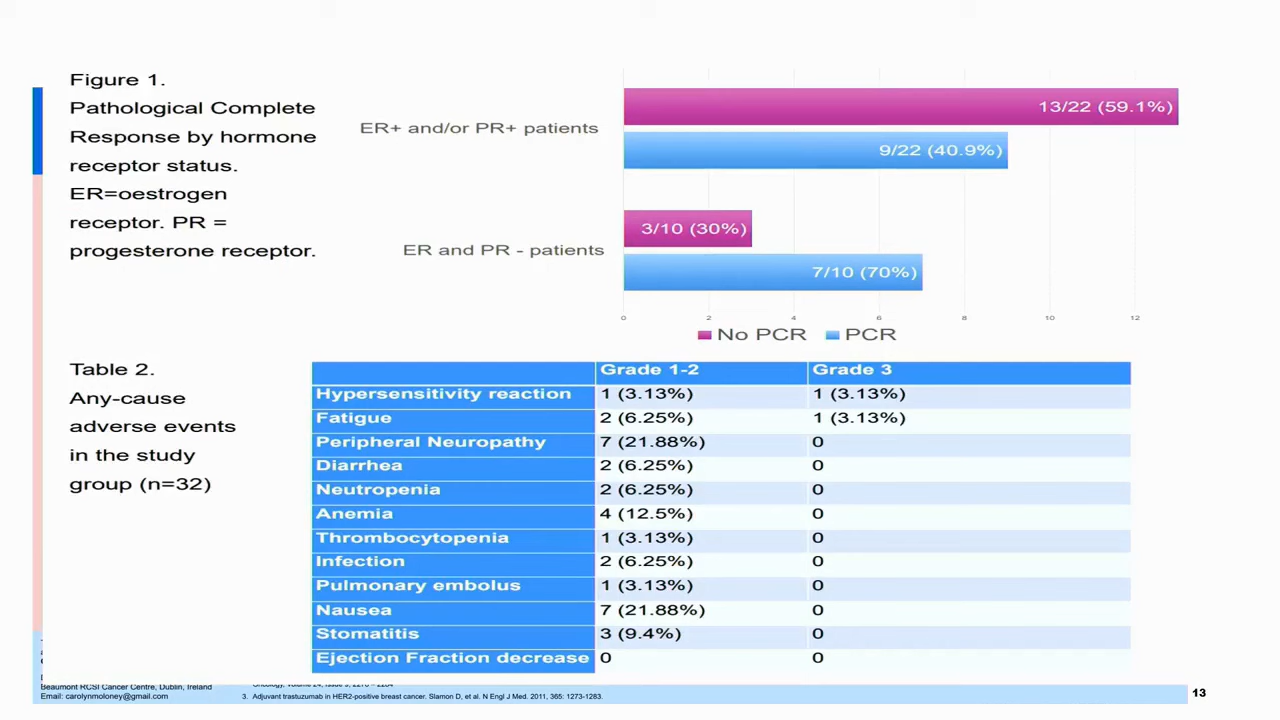 Figure 1.
Pathological Complete
Response by hormone
receptor status.
ER=oestrogen
receptor. PR =
progesterone receptor.
ER+ and/or PR+ patients
13/22 (59.1%)
9/22 (40.9%)
ER and PR - patients
3/10 (30%)
7/10 (70%)
0 2 4 6 8 10 12
No PCR PCR
Table 2.
Any-cause
adverse events
in the study
group (n=32)
Grade 1-2 Grade 3
Hypersensitivity reaction 1 (3.13%) 1 (3.13%)
Fatigue 2 (6.25%) 1 (3.13%)
Peripheral Neuropathy 7 (21.88%) 0
Diarrhea 2 (6.25%) 0
Neutropenia 2 (6.25%) 0
Anemia 4 (12.5%) 0
Thrombocytopenia 1 (3.13%) 0
Infection 2 (6.25%) 0
Pulmonary embolus 1 (3.13%) 0
Nausea 7 (21.88%) 0
Stomatitis 3 (9.4%) 0
Ejection Fraction decrease 0 0
Beaumont RCSI Cancer Centre, Dublin, Ireland
Email: carolynmoloney@gmail.com
3. Adjuvant trastuzumab in HER2-positive breast cancer. Slamon D, et al. N Engl J Med. 2011, 365: 1273-1283.
13